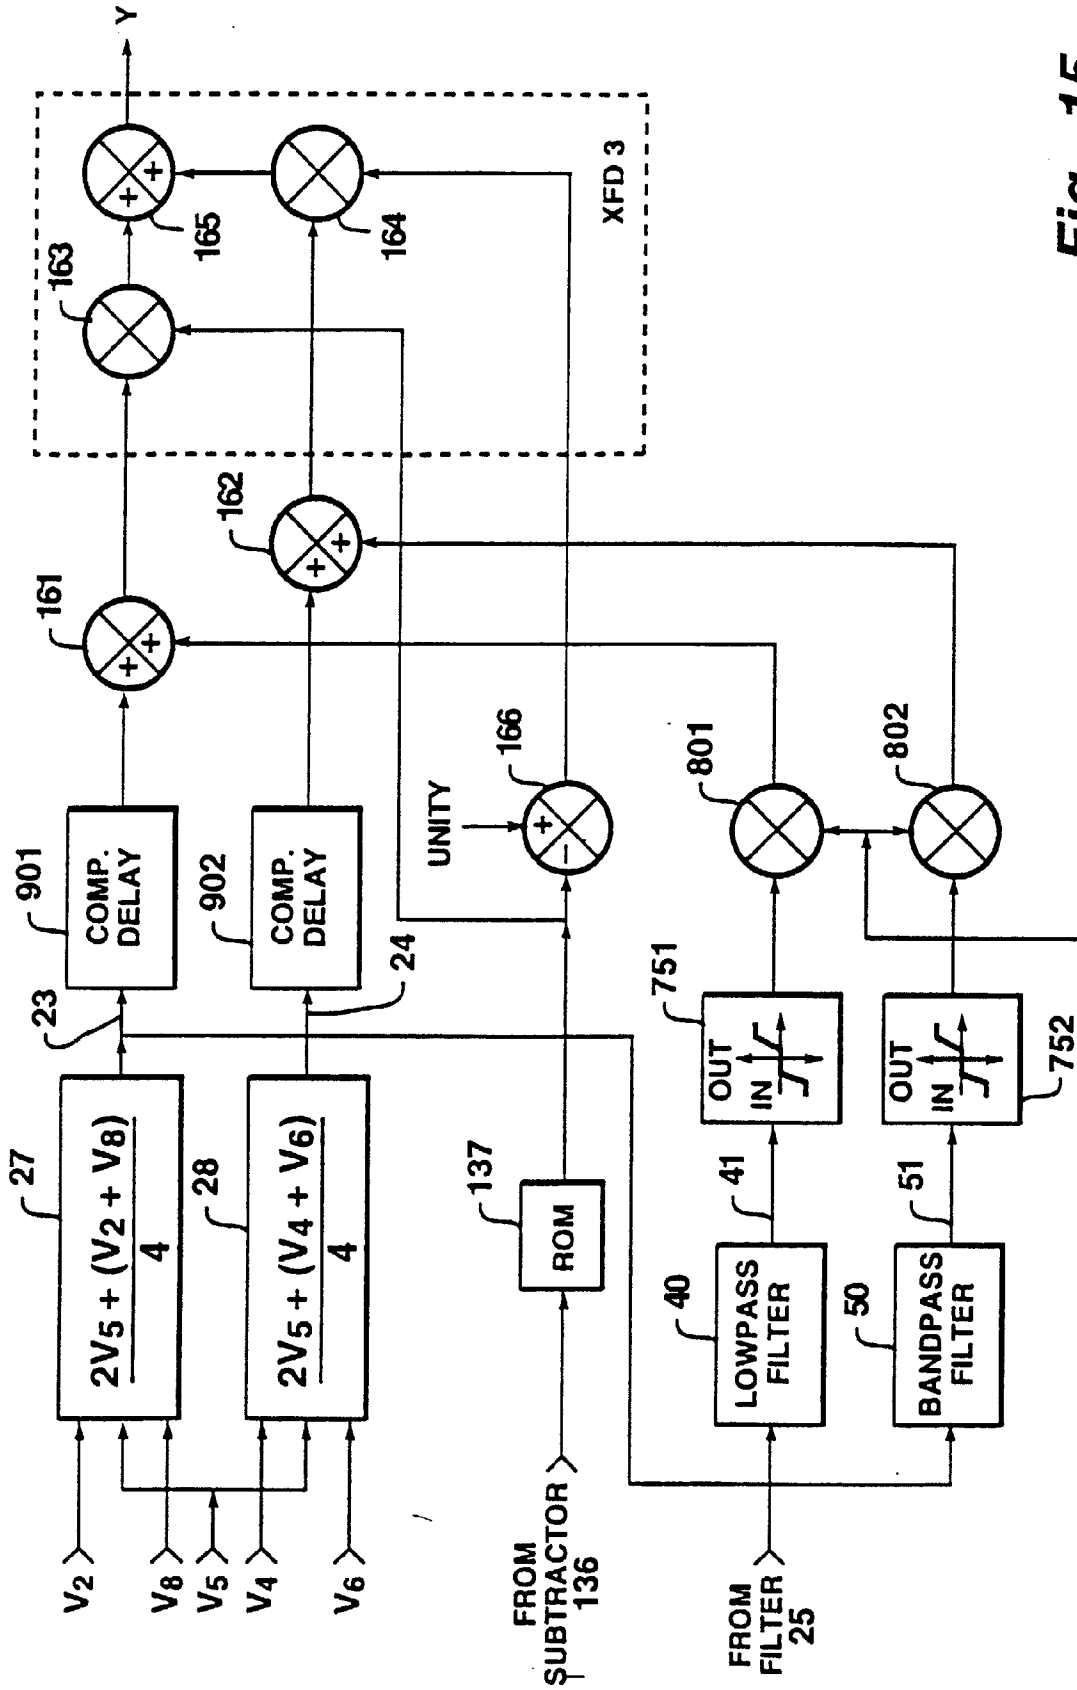 V2
V8
V5
V4
V6
27
2V5 + (V2 + V8)
4
28
2V5 + (V4 + V6)
4
23
24
901
COMP.
DELAY
902
COMP.
DELAY
161
+
+
162
+
+
163
164
165
+
+
Y
XFD 3
FROM
SUBTRACTOR
136
137
ROM
UNITY
166
+
-
FROM
FILTER
25
40
LOWPASS
FILTER
41
50
BANDPASS
FILTER
51
751
OUT
IN
752
OUT
IN
801
802
Fig. 15